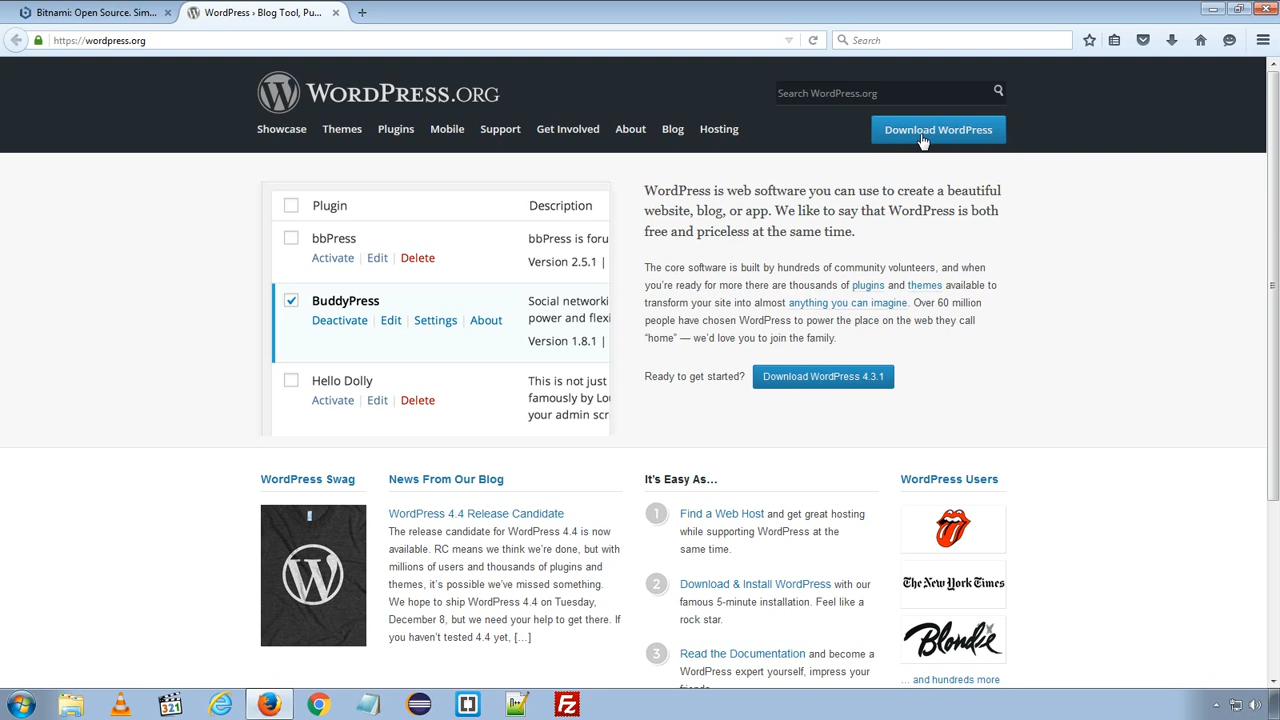 Bitnami: Open Source. Sim...
WordPress › Blog Tool, Pu...
https://wordpress.org
Search
WORDPRESS.ORG
Search WordPress.org
Showcase Themes Plugins Mobile Support Get Involved About Blog Hosting
Download WordPress
Plugin Description
bbPress bbPress is foru
Activate Edit Delete
Version 2.5.1 |
BuddyPress Social networki
Deactivate | Edit | Settings | About power and flexi
Version 1.8.1 |
Hello Dolly This is not just
Activate | Edit | Delete famously by Lou
your admin scr
WordPress is web software you can use to create a beautiful
website, blog, or app. We like to say that WordPress is both
free and priceless at the same time.
The core software is built by hundreds of community volunteers, and when
you’re ready for more there are thousands of plugins and themes available to
transform your site into almost anything you can imagine. Over 60 million
people have chosen WordPress to power the place on the web they call
“home” — we’d love you to join the family.
Ready to get started? Download WordPress 4.3.1
WordPress Swag
News From Our Blog
WordPress 4.4 Release Candidate
The release candidate for WordPress 4.4 is now
available. RC means we think we’re done, but with
millions of users and thousands of plugins and
themes, it’s possible we’ve missed something.
We hope to ship WordPress 4.4 on Tuesday,
December 8, but we need your help to get there. If
you haven’t tested 4.4 yet, […]
It’s Easy As…
1 Find a Web Host and get great hosting
while supporting WordPress at the
same time.
2 Download & Install WordPress with our
famous 5-minute installation. Feel like a
rock star.
3 Read the Documentation and become a
WordPress expert yourself, impress your
WordPress Users
The New York Times
Blondie
… and hundreds more